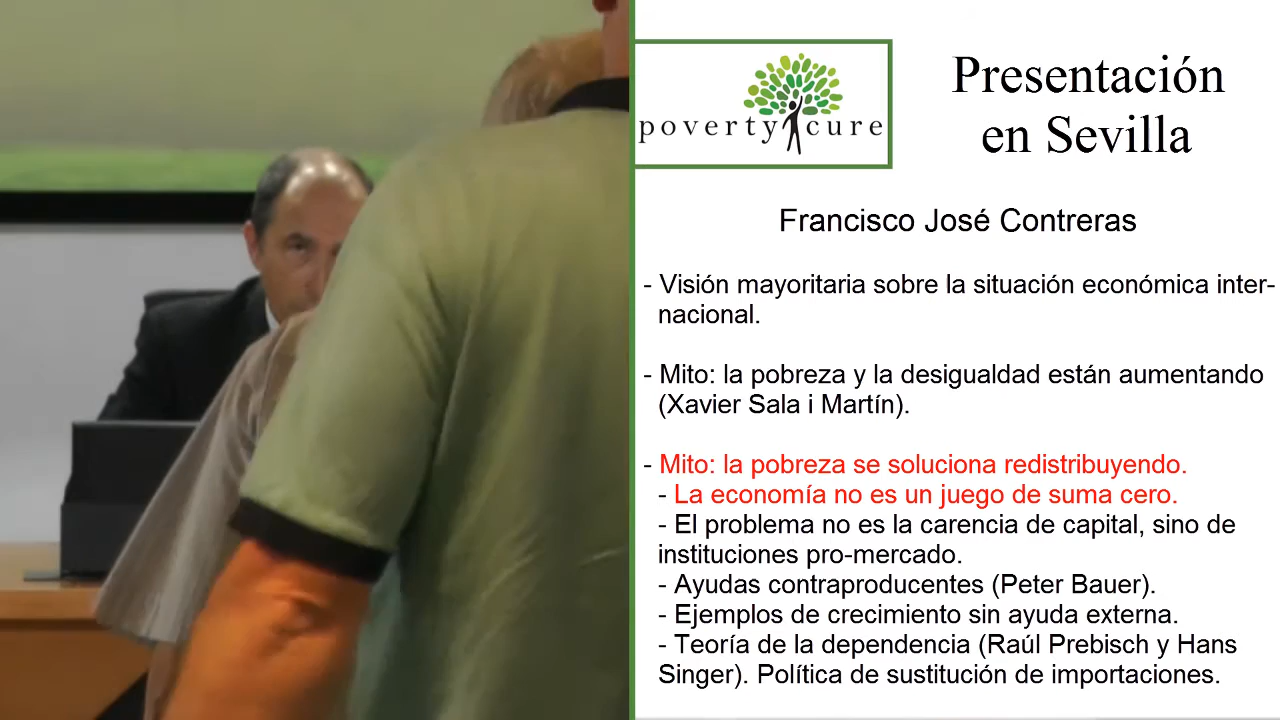 povertycure
Presentación
en Sevilla
Francisco José Contreras
- Visión mayoritaria sobre la situación económica inter-
nacional.
- Mito: la pobreza y la desigualdad están aumentando
(Xavier Sala i Martín).
- Mito: la pobreza se soluciona redistribuyendo.
- La economía no es un juego de suma cero.
- El problema no es la carencia de capital, sino de
instituciones pro-mercado.
- Ayudas contraproducentes (Peter Bauer).
- Ejemplos de crecimiento sin ayuda externa.
- Teoría de la dependencia (Raúl Prebisch y Hans
Singer). Política de sustitución de importaciones.